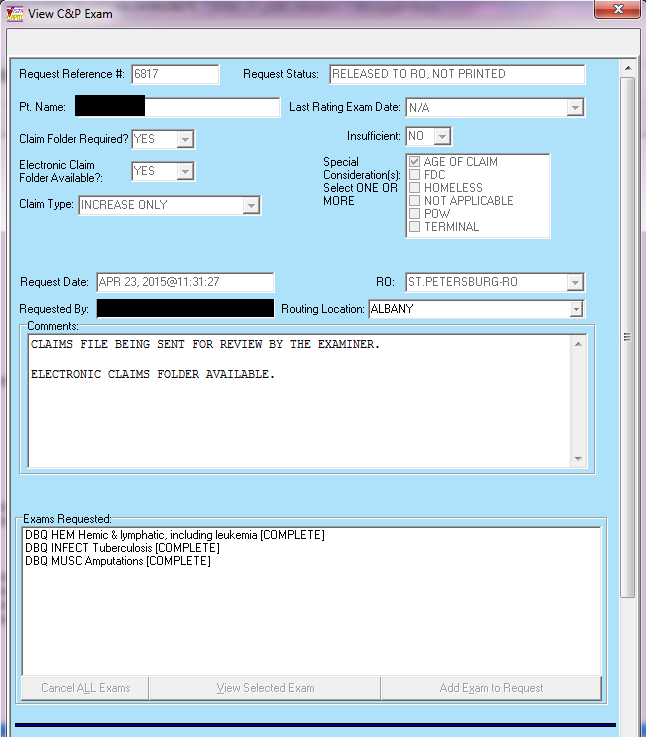 View C&P Exam
Request Reference #: 6817 Request Status: RELEASED TO RO, NOT PRINTED
Pt. Name: Last Rating Exam Date: N/A
Claim Folder Required? YES Insufficient: NO
Electronic Claim
Folder Available?: YES
Special
Consideration(s):
Select ONE OR
MORE
AGE OF CLAIM
FDC
HOMELESS
NOT APPLICABLE
POW
TERMINAL
Claim Type: INCREASE ONLY
Request Date: APR 23, 2015@11:31:27 RO: ST.PETERSBURG-RO
Requested By: Routing Location: ALBANY
Comments:
CLAIMS FILE BEING SENT FOR REVIEW BY THE EXAMINER.
ELECTRONIC CLAIMS FOLDER AVAILABLE.
Exams Requested:
DBQ HEM Hemic & lymphatic, including leukemia [COMPLETE]
DBQ INFECT Tuberculosis [COMPLETE]
DBQ MUSC Amputations [COMPLETE]
Cancel ALL Exams View Selected Exam Add Exam to Request